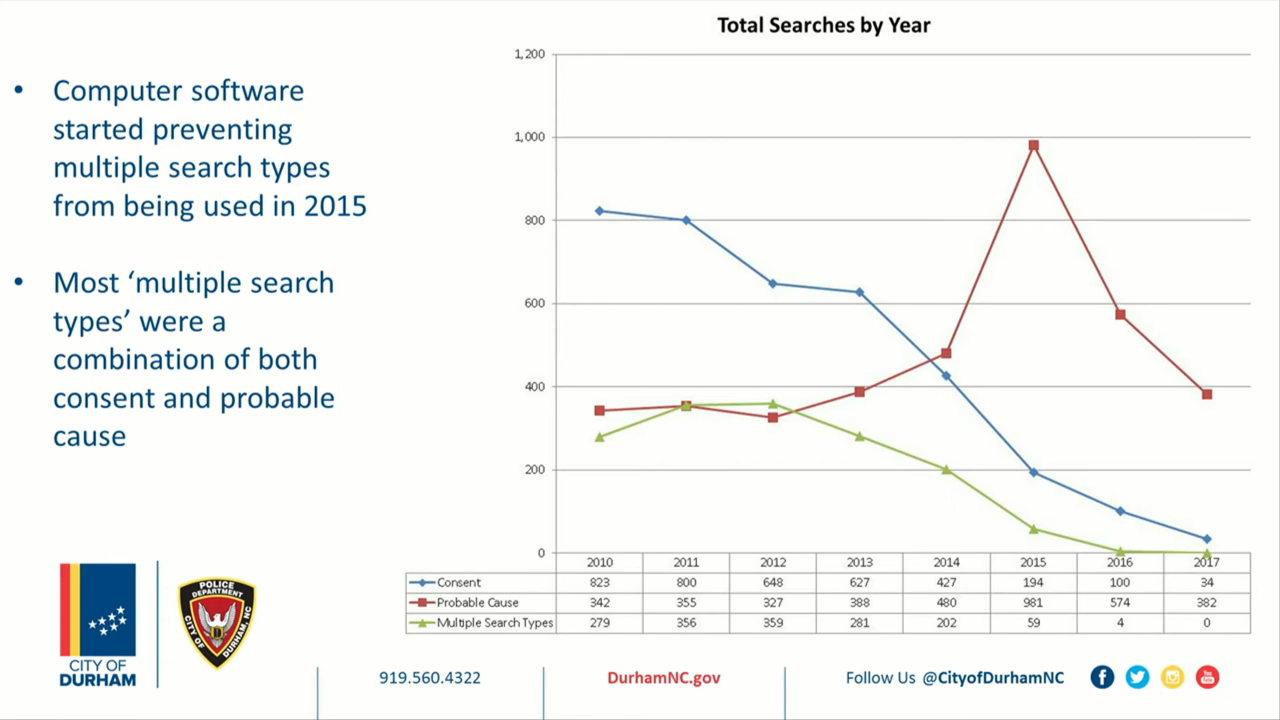 Total Searches by Year
• Computer software
started preventing
multiple search types
from being used in 2015
• Most ‘multiple search
types’ were a
combination of both
consent and probable
cause
1,200
1,000
800
600
400
200
0
2010 2011 2012 2013 2014 2015 2016 2017
Consent 823 800 648 627 427 194 100 34
Probable Cause 342 355 327 388 480 981 574 382
Multiple Search Types 279 356 359 281 202 59 4 0
CITY OF
DURHAM
POLICE
DEPARTMENT
CITY OF
DURHAM, NC
919.560.4322
DurhamNC.gov
Follow Us @CityofDurhamNC